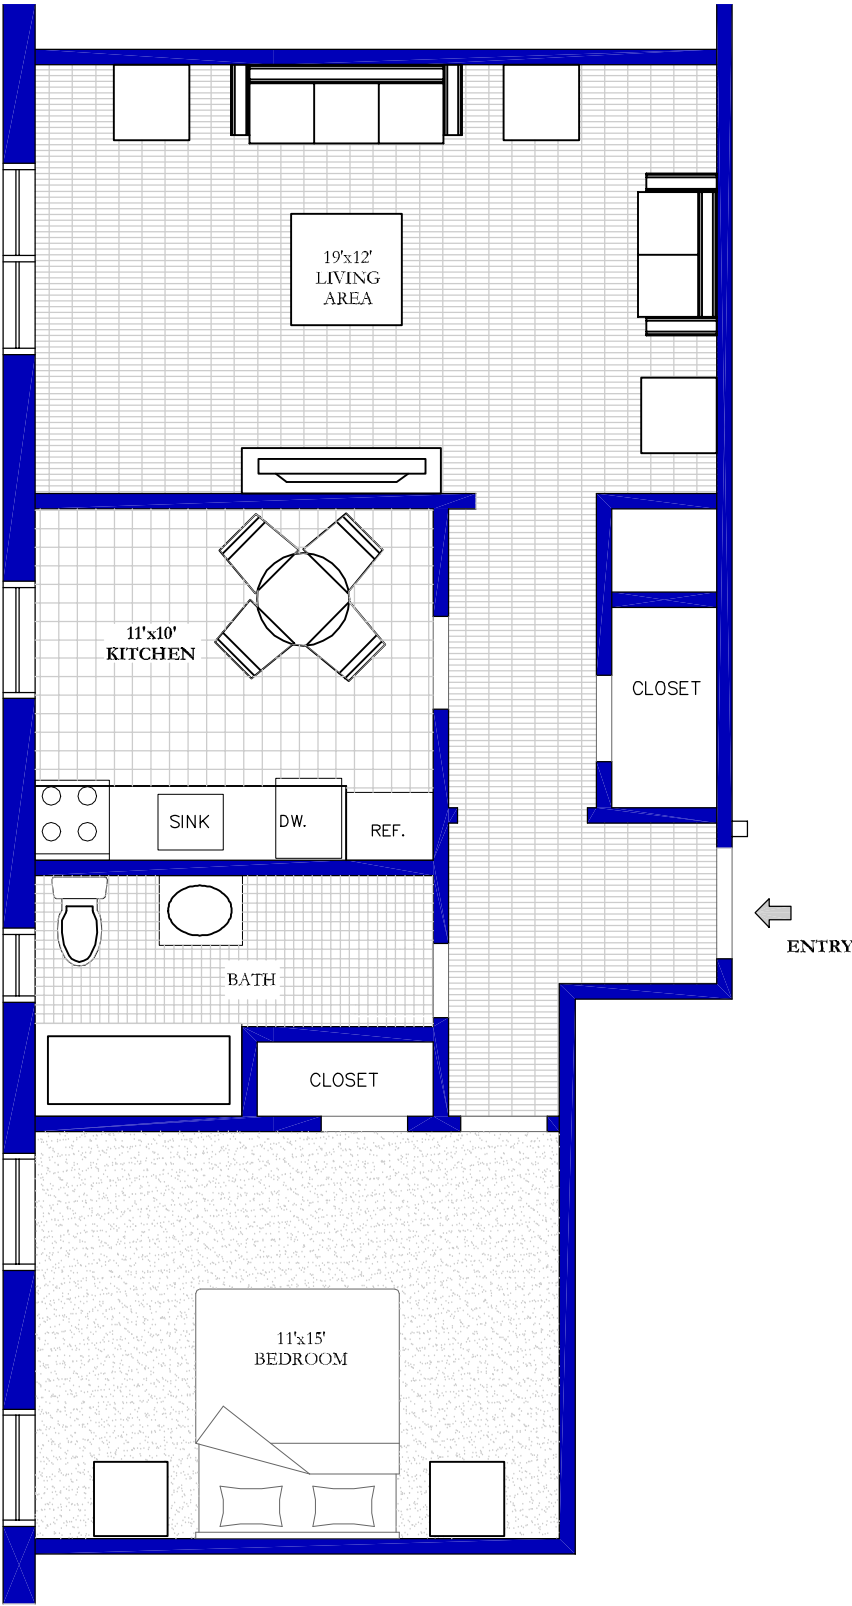 19'x12'
LIVING
AREA
11'x10'
KITCHEN
CLOSET
SINK
DW.
REF.
ENTRY
BATH
CLOSET
11'x15'
BEDROOM